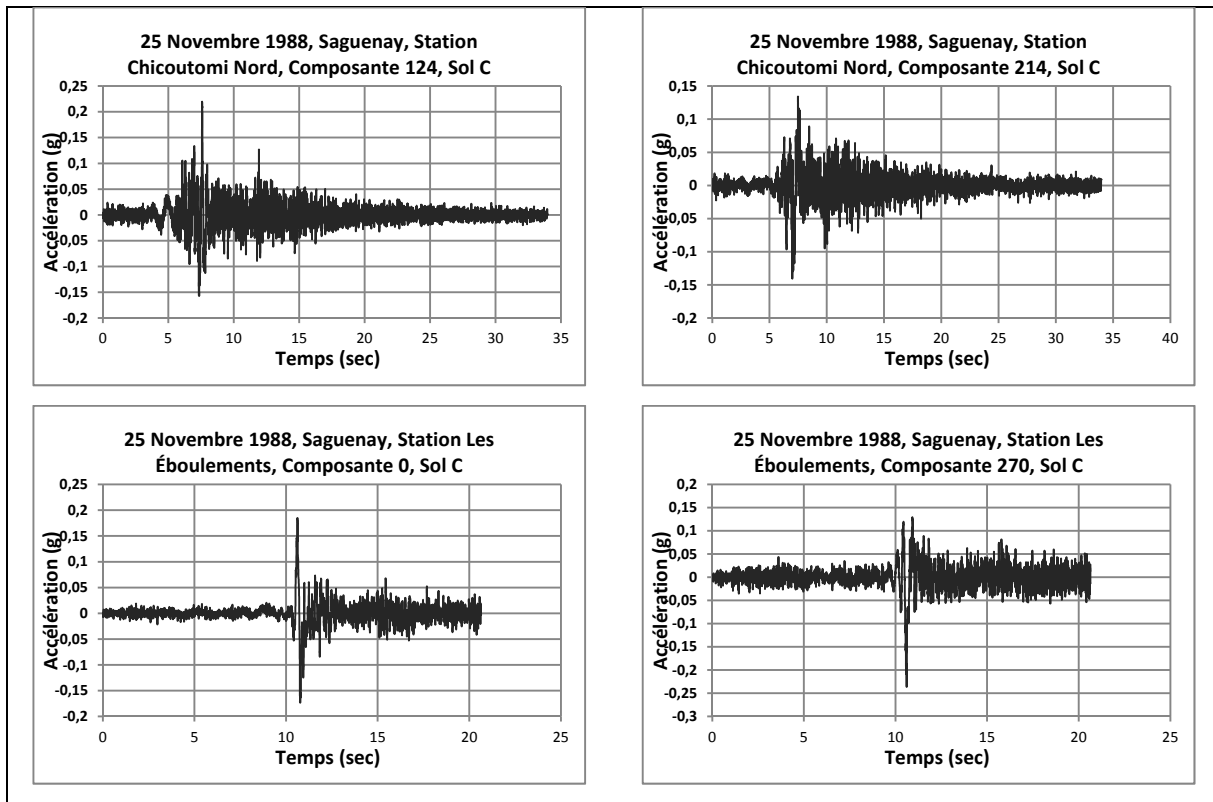 25 Novembre 1988, Saguenay, Station
Chicoutomi Nord, Composante 124, Sol C
Accélération (g)
0,25
0,2
0,15
0,1
0,05
0
-0,05
-0,1
-0,15
-0,2
0 5 10 15 20 25 30 35
Temps (sec)
25 Novembre 1988, Saguenay, Station
Chicoutomi Nord, Composante 214, Sol C
Accélération (g)
0,15
0,1
0,05
0
-0,05
-0,1
-0,15
-0,2
0 5 10 15 20 25 30 35 40
Temps (sec)
25 Novembre 1988, Saguenay, Station Les
Éboulements, Composante 0, Sol C
Accélération (g)
0,2
0,15
0,1
0,05
0
-0,05
-0,1
-0,15
-0,2
0 5 10 15 20 25
Temps (sec)
25 Novembre 1988, Saguenay, Station Les
Éboulements, Composante 270, Sol C
Accélération (g)
0,2
0,15
0,1
0,05
0
-0,05
-0,1
-0,15
-0,2
-0,25
-0,3
0 5 10 15 20 25
Temps (sec)